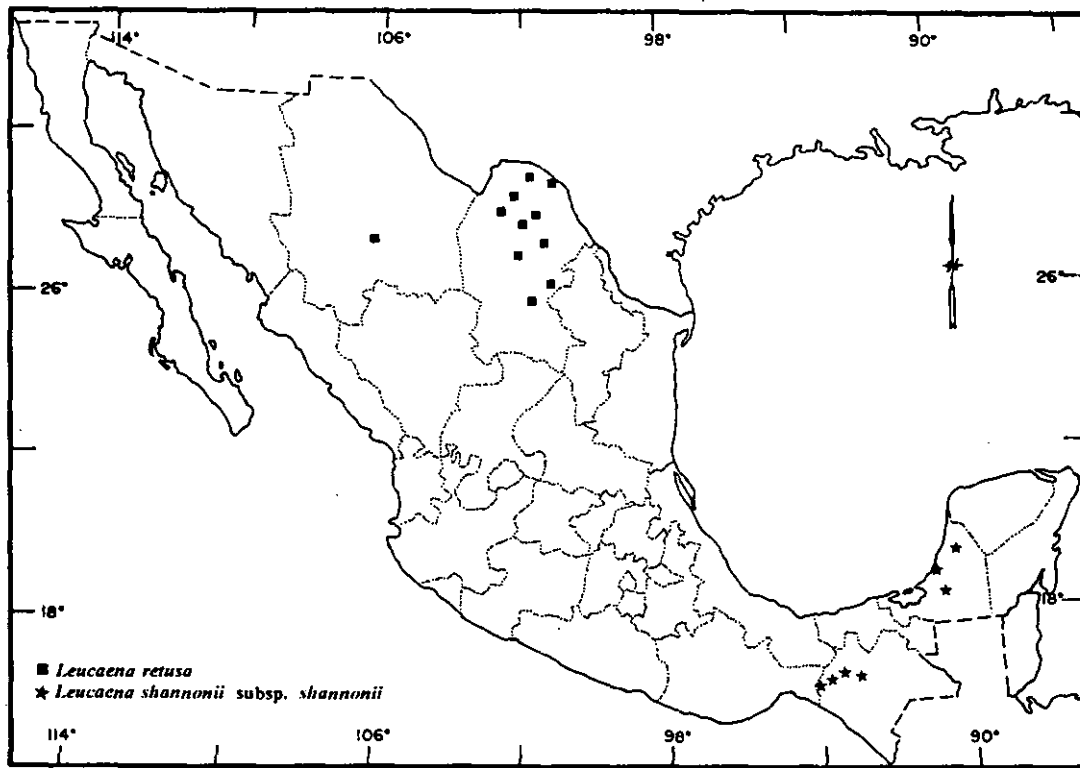 114° 106° 98° 90°
26° 26°
18° 18°
Leucaena retusa
Leucaena shannonii subsp. shannonii
114° 106° 98° 90°